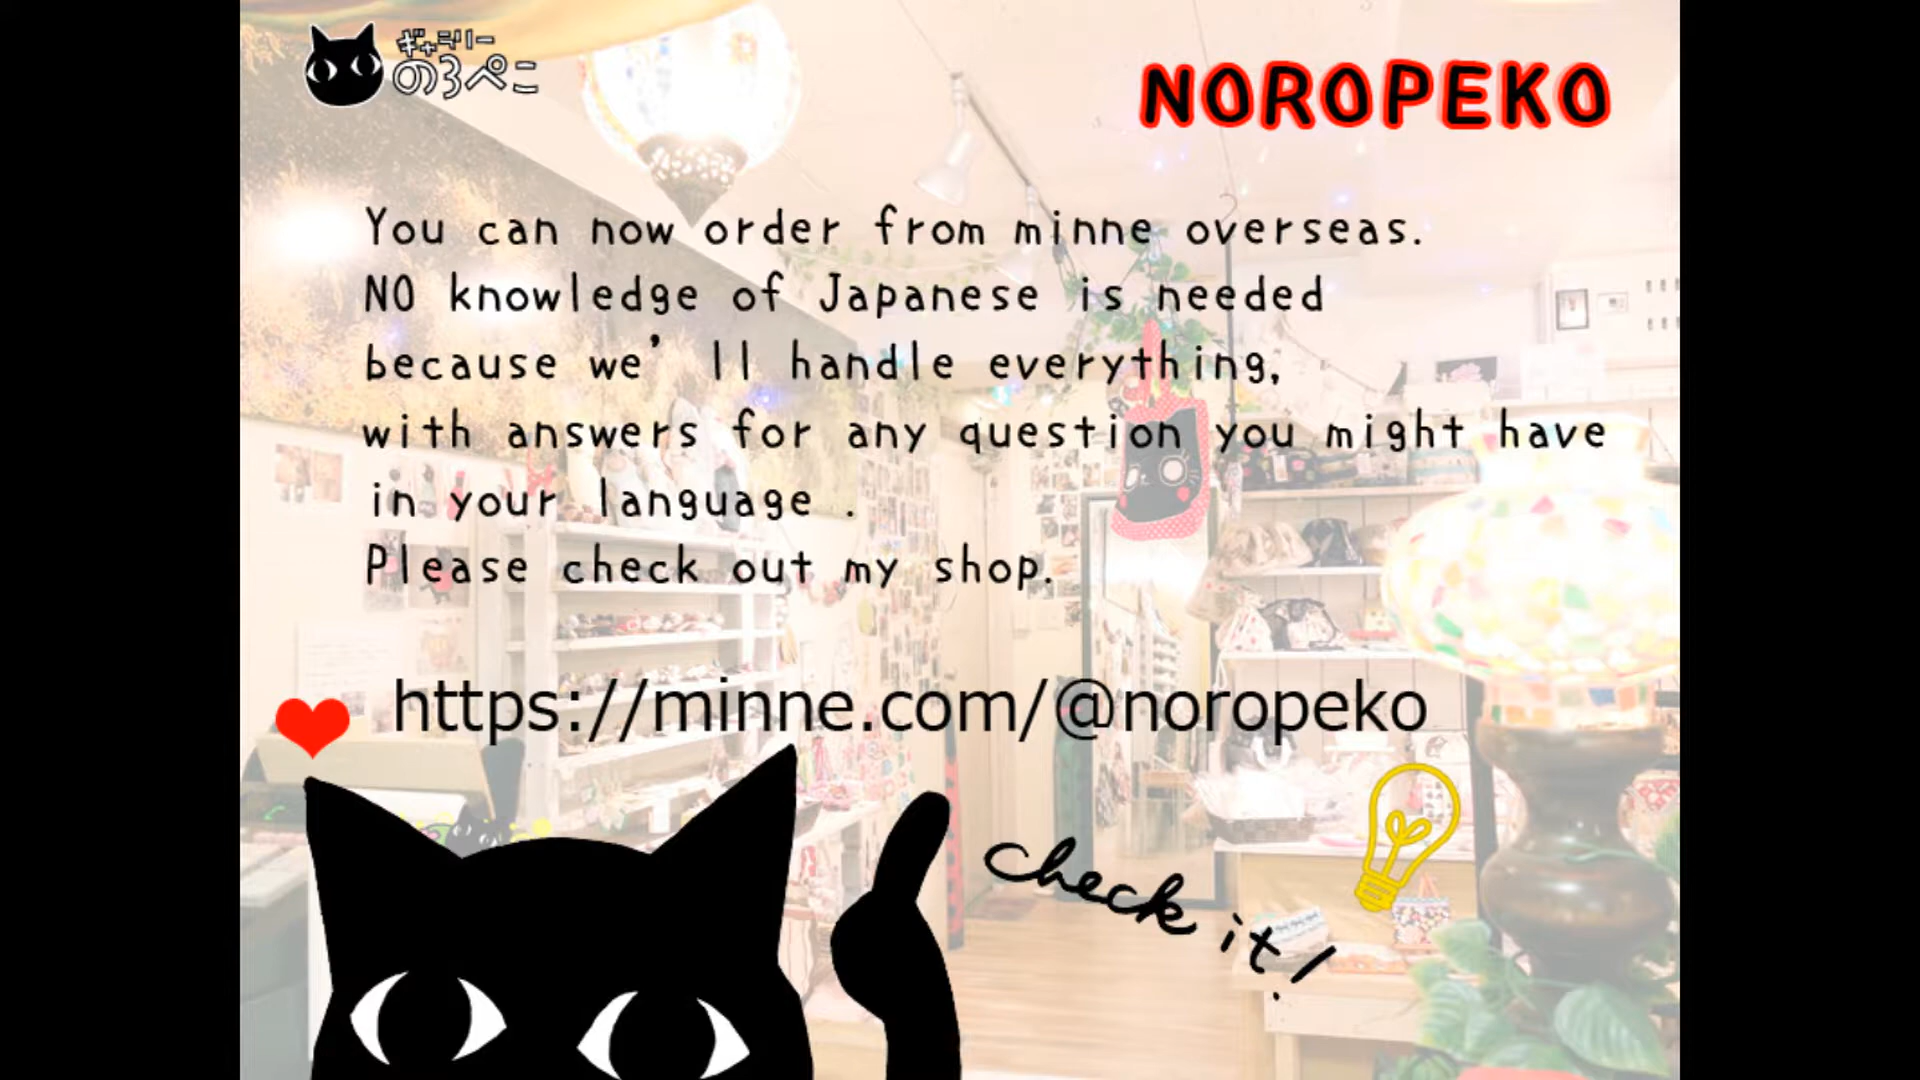 ギャラリー
のろぺこ
NOROPEKO
You can now order from minne overseas.
NO knowledge of Japanese is needed
because we’ll handle everything,
with answers for any question you might have
in your language .
Please check out my shop.
https://minne.com/@noropeko
check it!